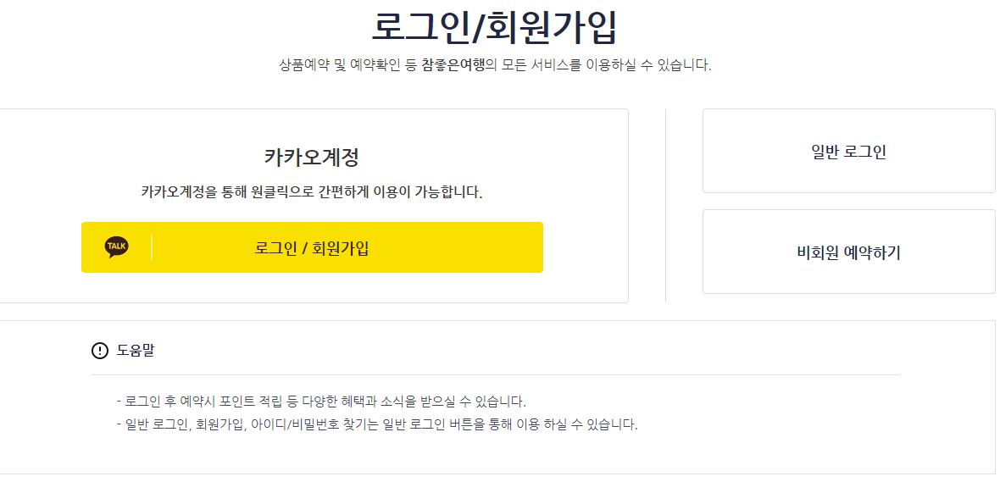 로그인/회원가입
상품예약 및 예약확인 등 참좋은여행의 모든 서비스를 이용하실 수 있습니다.
카카오계정
카카오계정을 통해 원클릭으로 간편하게 이용이 가능합니다.
TALK
로그인 / 회원가입
일반 로그인
비회원 예약하기
도움말
- 로그인 후 예약시 포인트 적립 등 다양한 혜택과 소식을 받으실 수 있습니다.
- 일반 로그인, 회원가입, 아이디/비밀번호 찾기는 일반 로그인 버튼을 통해 이용 하실 수 있습니다.